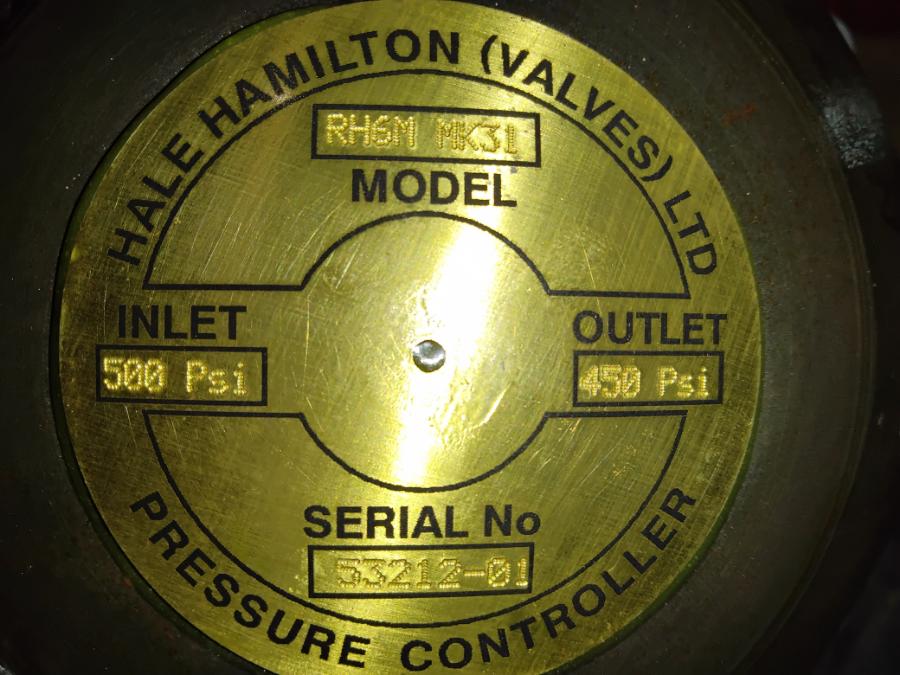 HALE HAMILTON (VALVES) LTD
RH6M MK31
MODEL
INLET
500 Psi
OUTLET
450 Psi
SERIAL No
53212-01
PRESSURE CONTROLLER